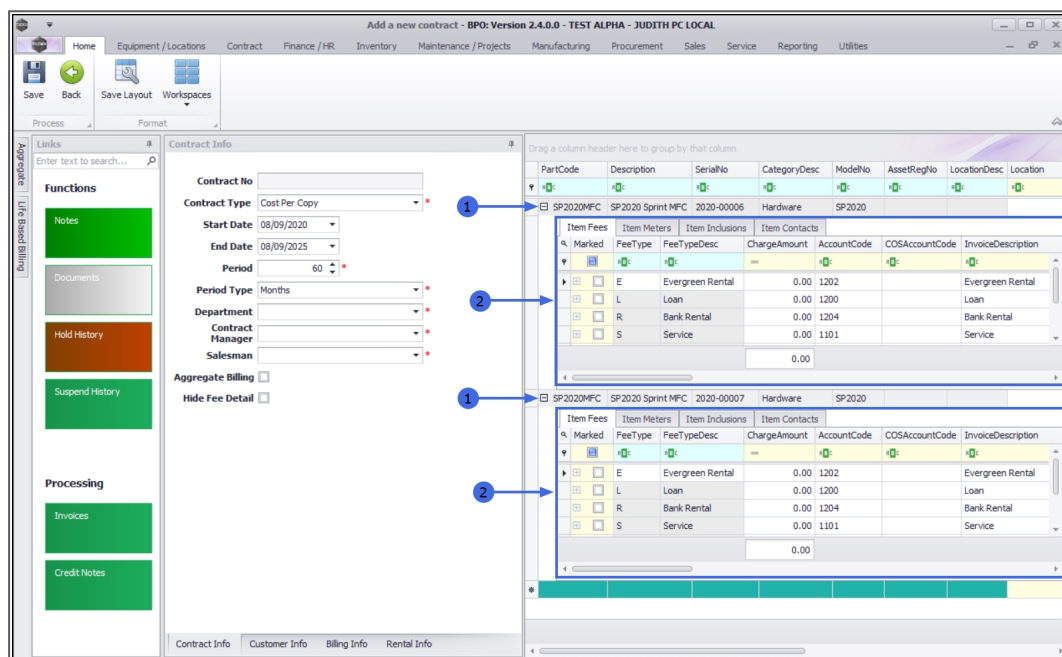 Add a new contract - BPO: Version 2.4.0.0 - TEST ALPHA - JUDITH PC LOCAL
Home Equipment / Locations Contract Finance / HR Inventory Maintenance / Projects Manufacturing Procurement Sales Service Reporting Utilities
Save Back Save Layout Workspaces
Process Format
Aggregate
Life Based Billing
Links
Enter text to search...
Functions
Notes
Documents
Hold History
Suspend History
Processing
Invoices
Credit Notes
Contract Info
Contract No
Contract Type Cost Per Copy *
Start Date 08/09/2020
End Date 08/09/2025
Period 60 *
Period Type Months *
Department *
Contract Manager *
Salesman *
Aggregate Billing
Hide Fee Detail
Contract Info Customer Info Billing Info Rental Info
Drag a column header here to group by that column
PartCode Description SerialNo CategoryDesc ModelNo AssetRegNo LocationDesc Location
1 SP2020MFC SP2020 Sprint MFC 2020-00006 Hardware SP2020
Item Fees Item Meters Item Inclusions Item Contacts
Marked FeeType FeeTypeDesc ChargeAmount AccountCode COSAccountCode InvoiceDescription
E Evergreen Rental 0.00 1202 Evergreen Rental
2 L Loan 0.00 1200 Loan
R Bank Rental 0.00 1204 Bank Rental
S Service 0.00 1101 Service
0.00
1 SP2020MFC SP2020 Sprint MFC 2020-00007 Hardware SP2020
Item Fees Item Meters Item Inclusions Item Contacts
Marked FeeType FeeTypeDesc ChargeAmount AccountCode COSAccountCode InvoiceDescription
E Evergreen Rental 0.00 1202 Evergreen Rental
2 L Loan 0.00 1200 Loan
R Bank Rental 0.00 1204 Bank Rental
S Service 0.00 1101 Service
0.00